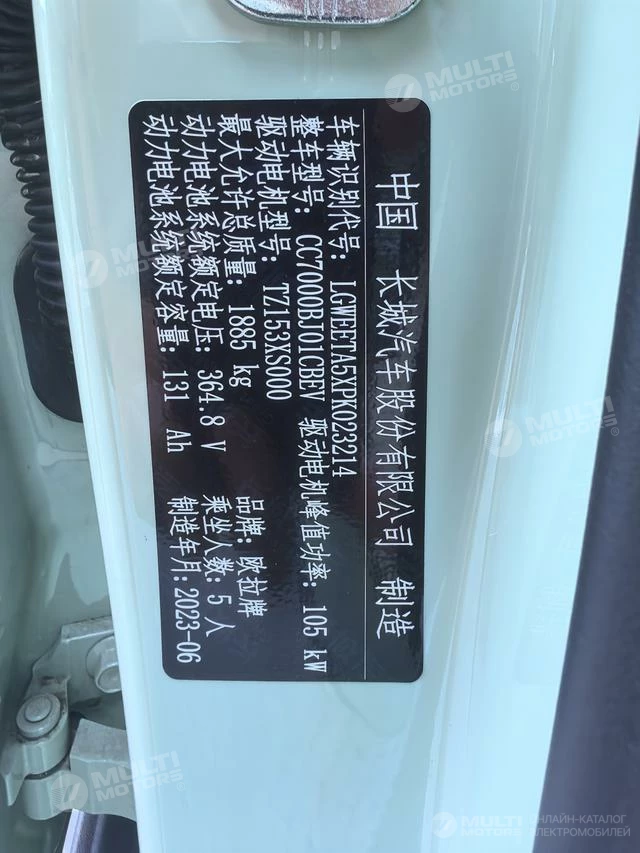 中国 长城汽车股份有限公司 制造
车辆识别代号: LGWEETA5XPK023214
整车型号: CC7000BJ01CBEV 驱动电机峰值功率: 105 kW
驱动电机型号: TZ153XS000 品牌: 欧拉牌
最大允许总质量: 1885 kg 乘坐人数: 5 人
动力电池系统额定电压: 364.8 V 制造年月: 2023-06
动力电池系统额定容量: 131 Ah
MULTI
MOTORS®
MULTI
MOTORS®
MULTI
MOTORS®
MULTI
MOTORS®
MULTI
MOTORS®
ОНЛАЙН-КАТАЛОГ
ЭЛЕКТРОМОБИЛЕЙ